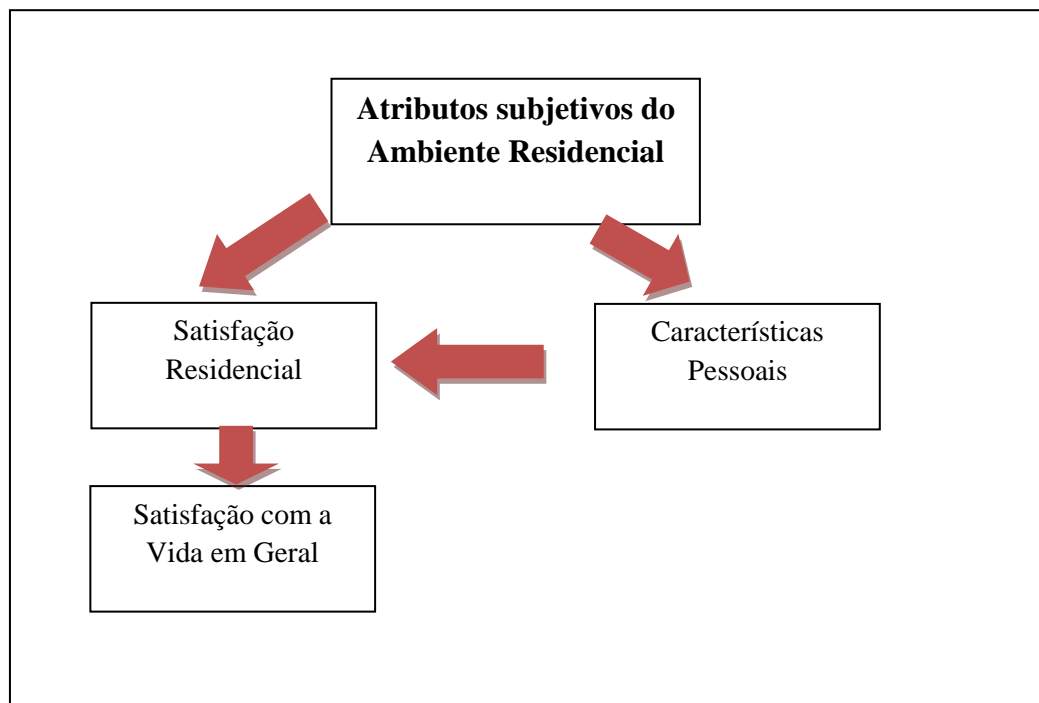 Atributos subjetivos do
Ambiente Residencial
Satisfação
Residencial
Características
Pessoais
Satisfação com a
Vida em Geral